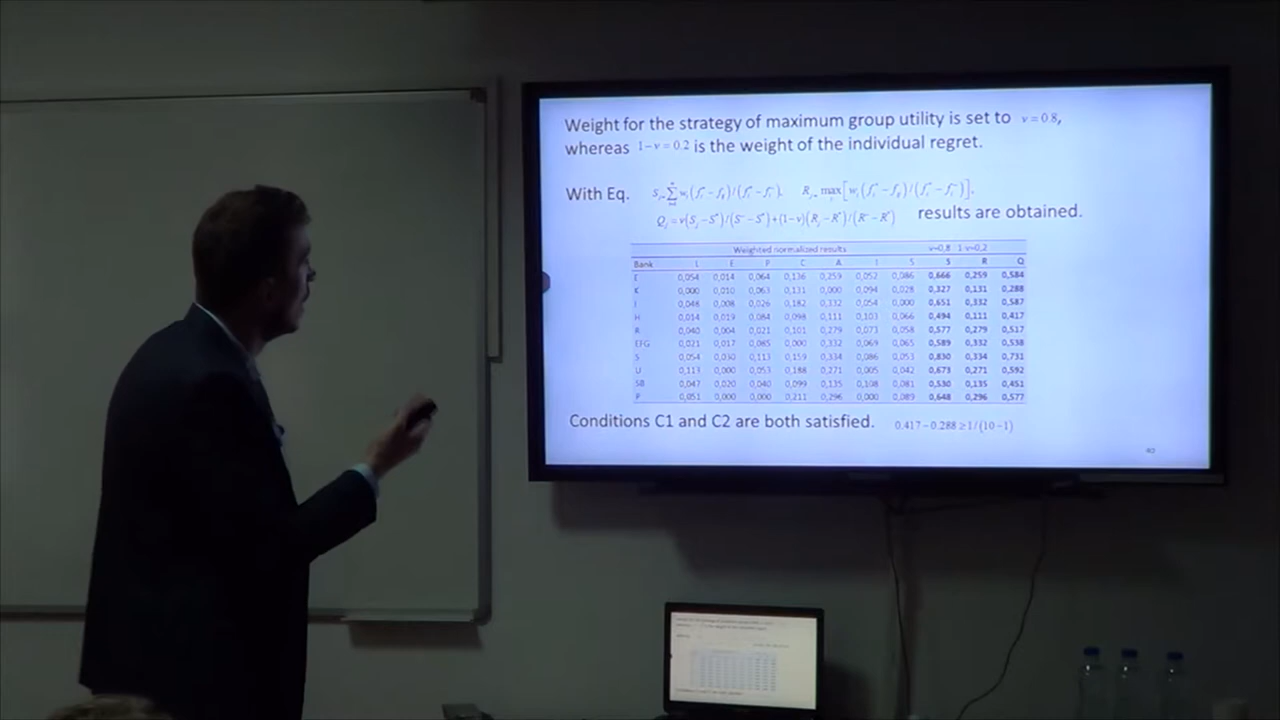 Weight for the strategy of maximum group utility is set to v=0.8,
whereas 1−v=0.2 is the weight of the individual regret.
With Eq.
results are obtained.
Weighted normalized results v=0,8 1-v=0,2
Bank L E P C A I S S R Q
E 0,054 0,014 0,064 0,136 0,259 0,052 0,086 0,666 0,259 0,584
K 0,000 0,010 0,063 0,131 0,000 0,094 0,028 0,327 0,131 0,288
I 0,048 0,008 0,026 0,182 0,332 0,054 0,000 0,651 0,332 0,587
H 0,014 0,019 0,084 0,098 0,111 0,103 0,066 0,494 0,111 0,417
R 0,040 0,004 0,021 0,101 0,279 0,073 0,058 0,577 0,279 0,517
EFG 0,021 0,017 0,085 0,000 0,332 0,069 0,065 0,589 0,332 0,538
S 0,054 0,030 0,113 0,159 0,334 0,086 0,053 0,830 0,334 0,731
U 0,113 0,000 0,053 0,188 0,271 0,005 0,042 0,673 0,271 0,592
SB 0,047 0,020 0,040 0,099 0,135 0,108 0,081 0,530 0,135 0,451
P 0,051 0,000 0,000 0,211 0,296 0,000 0,089 0,648 0,296 0,577
Conditions C1 and C2 are both satisfied. 0.417−0.288≥1/(10−1)